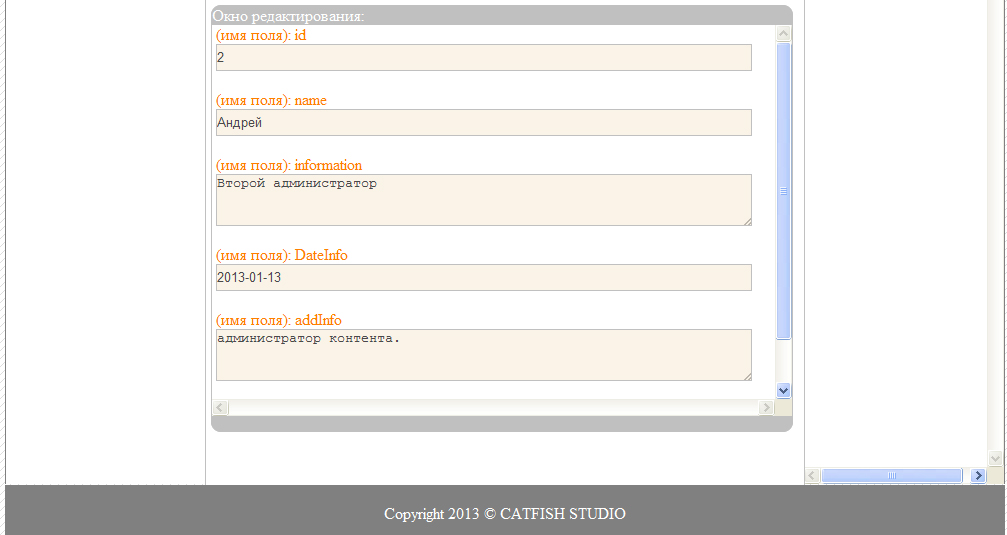 Окно редактирования:
(имя поля): id
2
(имя поля): name
Андрей
(имя поля): information
Второй администратор
(имя поля): DateInfo
2013-01-13
(имя поля): addInfo
администратор контента.
Copyright 2013 © CATFISH STUDIO